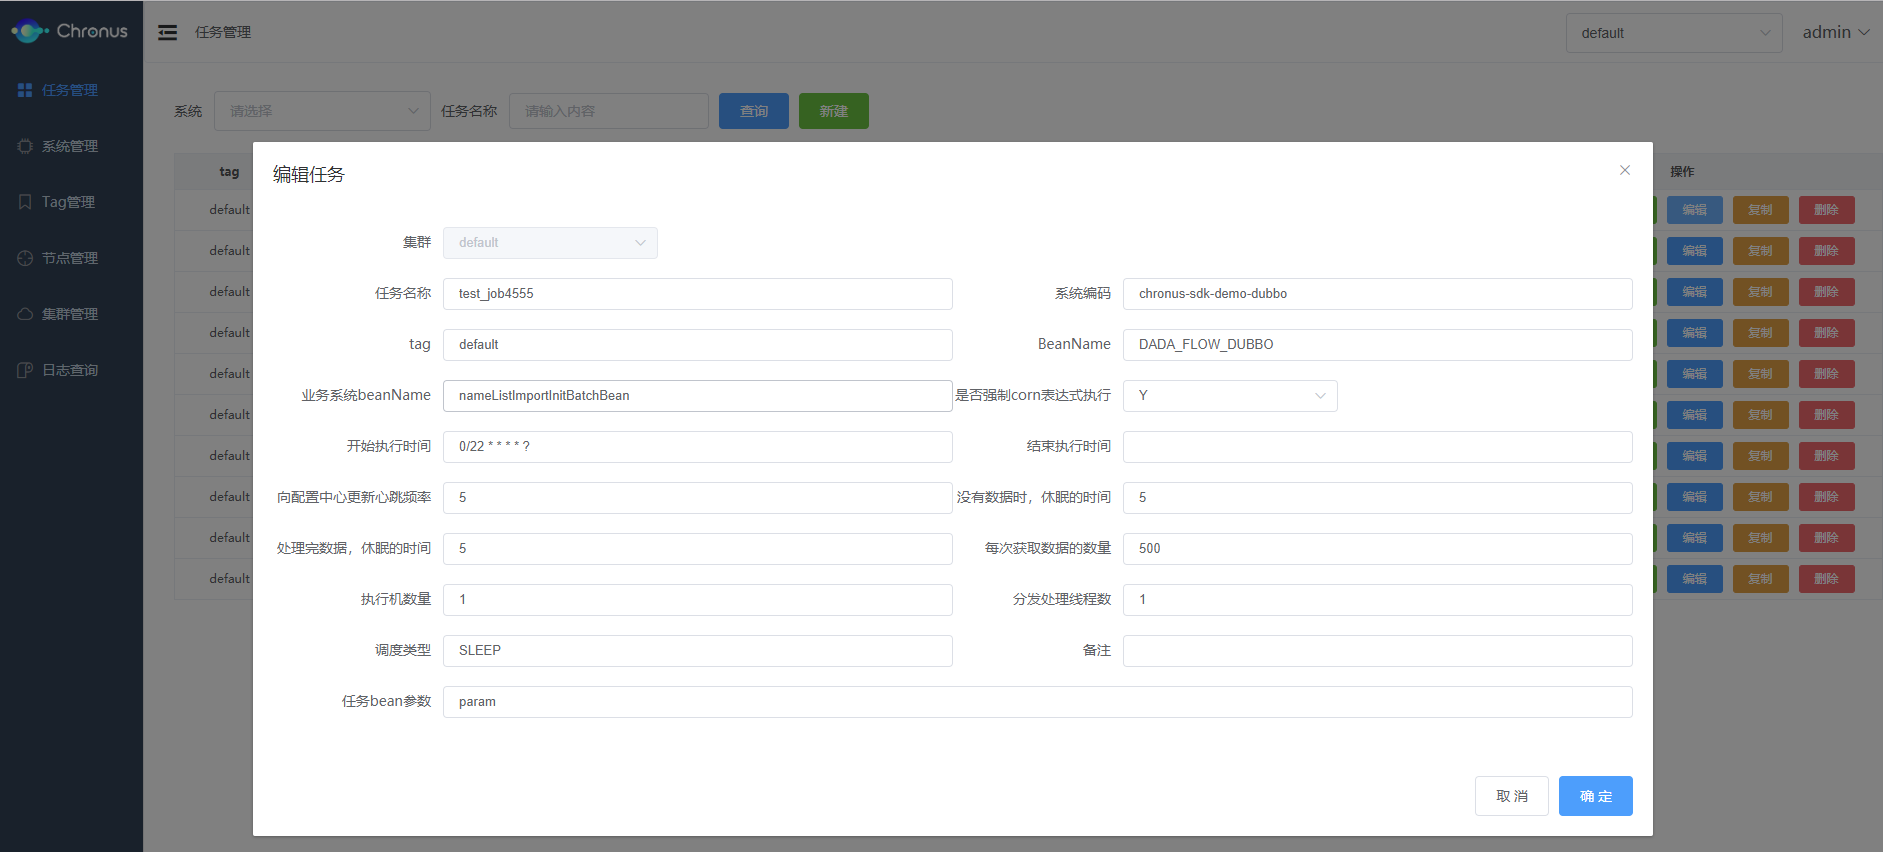 Chronus
任务管理
default
admin
任务管理
系统管理
Tag管理
节点管理
集群管理
日志查询
系统 请选择 任务名称 请输入内容 查询 新建
tag 操作
default 编辑 复制 删除
default 编辑 复制 删除
default 编辑 复制 删除
default 编辑 复制 删除
default 编辑 复制 删除
default 编辑 复制 删除
default 编辑 复制 删除
default 编辑 复制 删除
default 编辑 复制 删除
default 编辑 复制 删除
编辑任务
集群 default
任务名称 test_job4555 系统编码 chronus-sdk-demo-dubbo
tag default BeanName DADA_FLOW_DUBBO
业务系统beanName nameListImportInitBatchBean 是否强制corn表达式执行 Y
开始执行时间 0/22 * * * * ? 结束执行时间
向配置中心更新心跳频率 5 没有数据时，休眠的时间 5
处理完数据，休眠的时间 5 每次获取数据的数量 500
执行机数量 1 分发处理线程数 1
调度类型 SLEEP 备注
任务bean参数 param
取 消 确 定